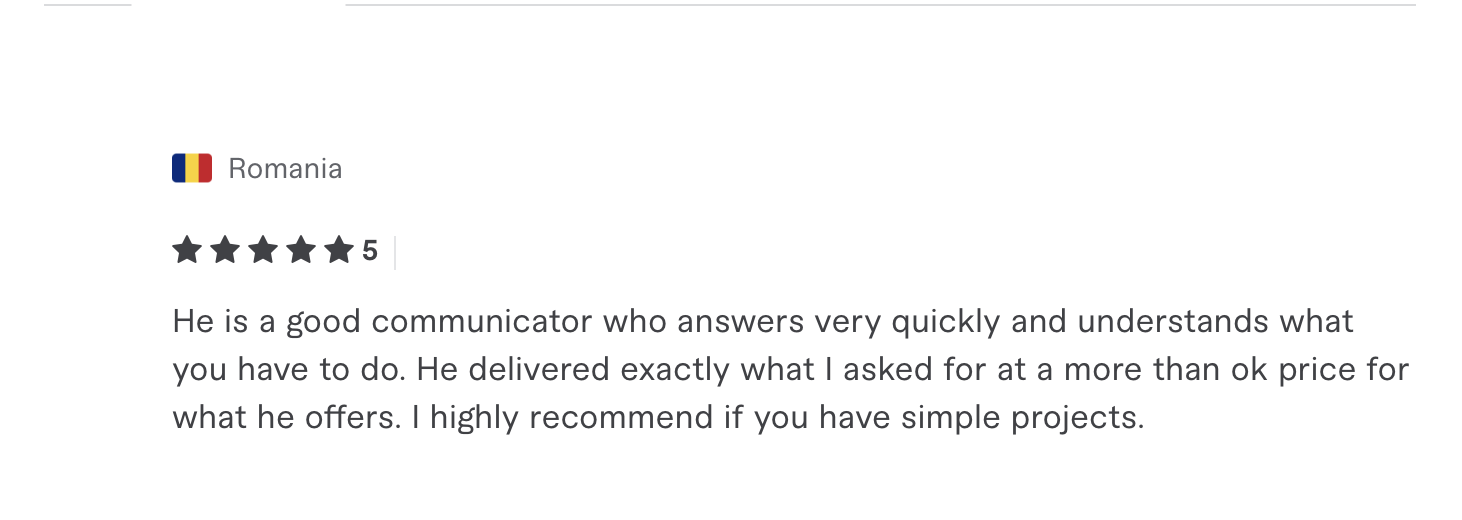 Romania
5
He is a good communicator who answers very quickly and understands what
you have to do. He delivered exactly what I asked for at a more than ok price for
what he offers. I highly recommend if you have simple projects.